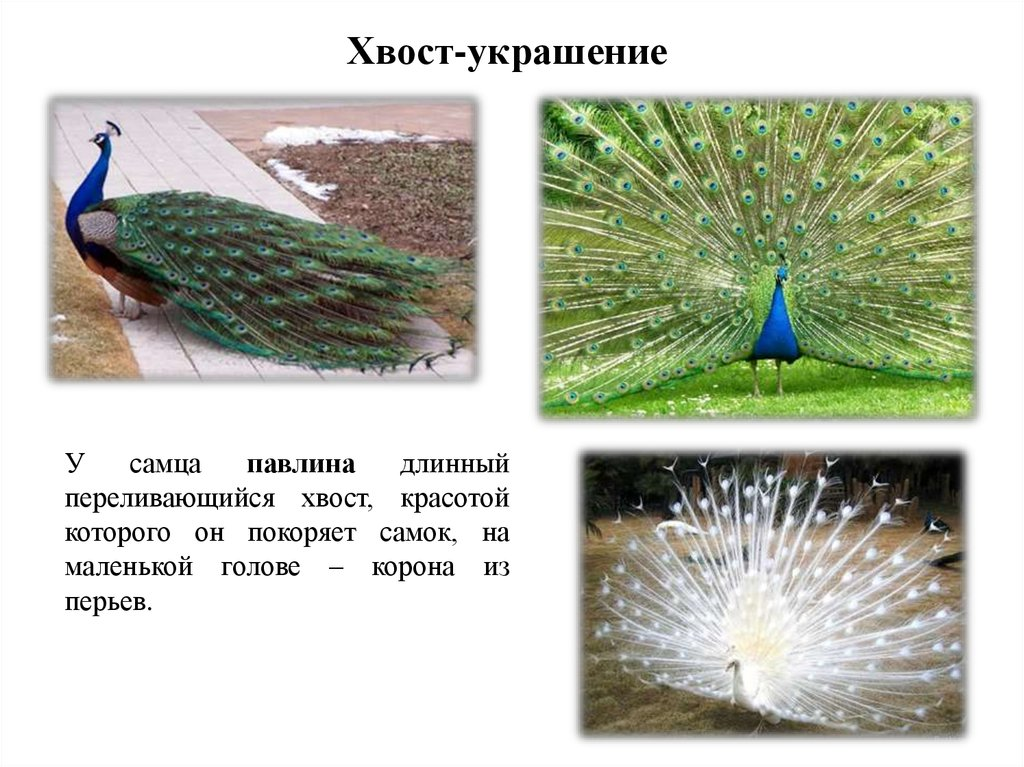 Хвост-украшение
У самца павлина длинный
переливающийся хвост, красотой
которого он покоряет самок, на
маленькой голове – корона из
перьев.